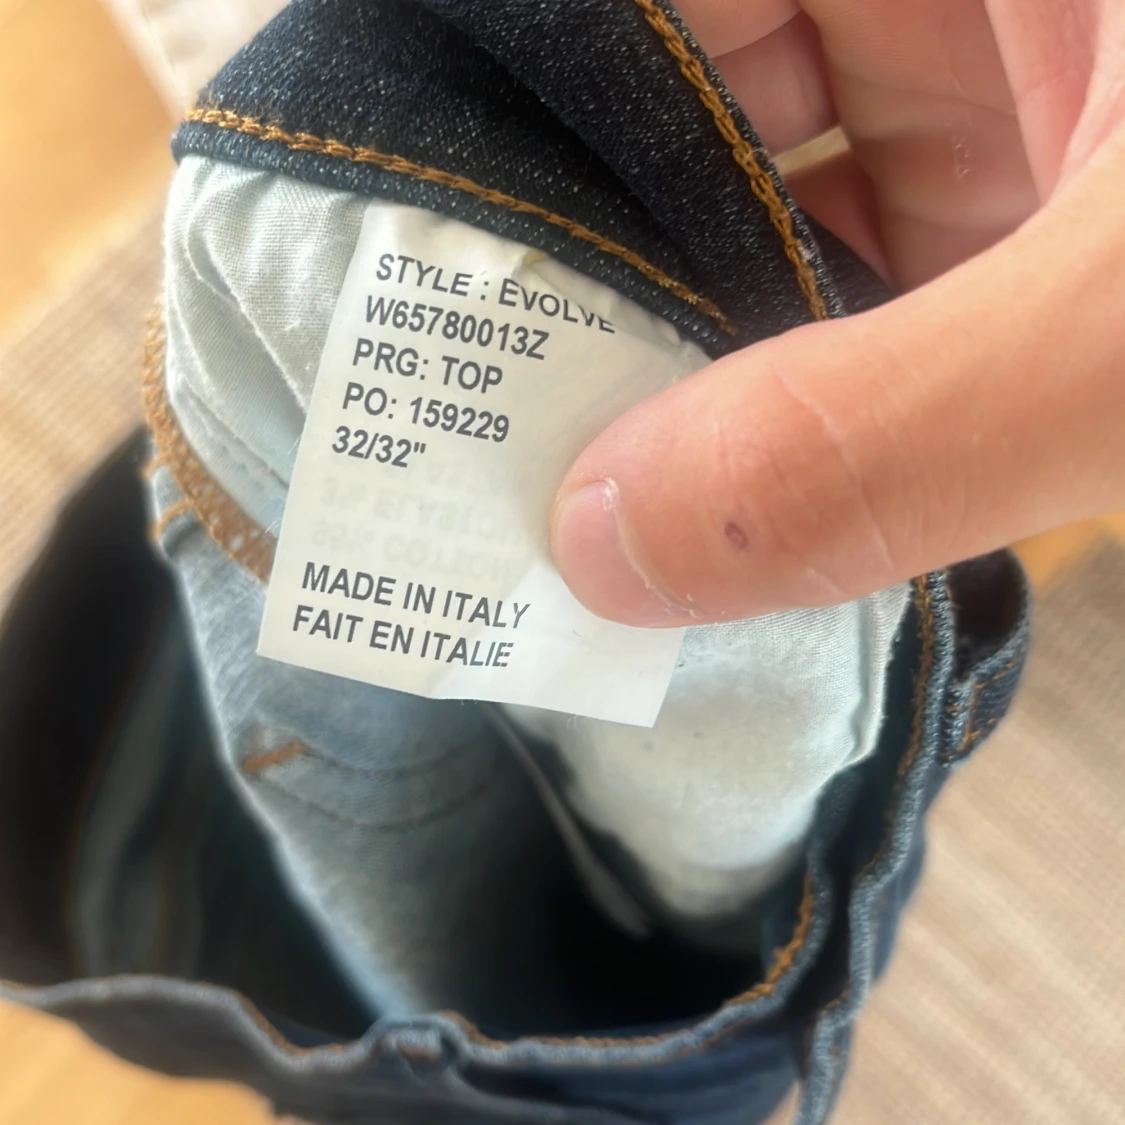 STYLE : EVOLVE
W65780013Z
PRG: TOP
PO: 159229
32/32"
MADE IN ITALY
FAIT EN ITALIE